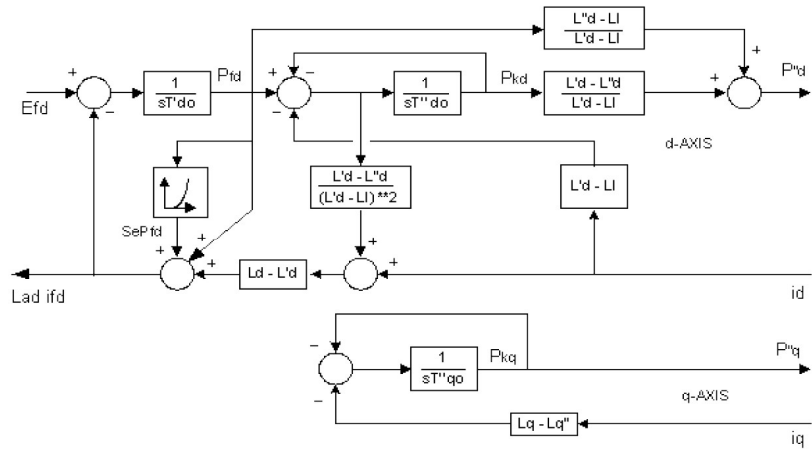 L"d - Ll
L'd - Ll
+
+
+
P"d
Efd
+
−
1
sT'do
Pfd
+
−
−
1
sT"do
Pkd
L'd - L"d
L'd - Ll
d-AXIS
L'd - L"d
(L'd - Ll)**2
L'd - Ll
SePfd
+
+
+
+
+
Lad ifd
Ld - L'd
id
−
−
1
sT"qo
Pkq
P"q
q-AXIS
Lq - Lq"
iq